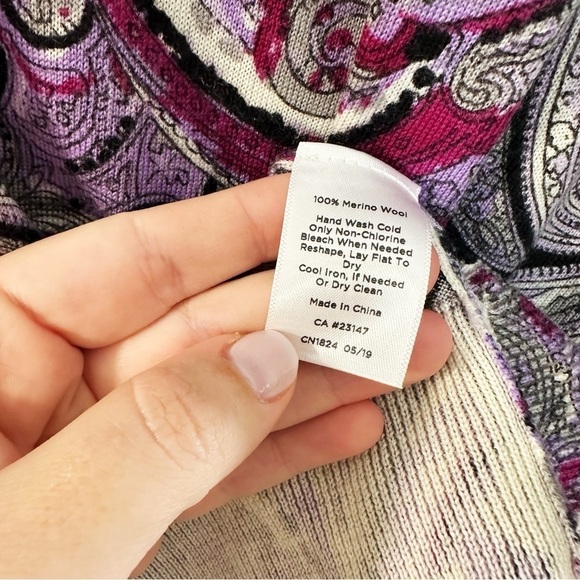 100% Merino Wool
Hand Wash Cold
Only Non-Chlorine
Bleach When Needed
Reshape, Lay Flat To
Dry
Cool Iron, If Needed
Or Dry Clean
Made In China
CA #23147
CN1824 05/19